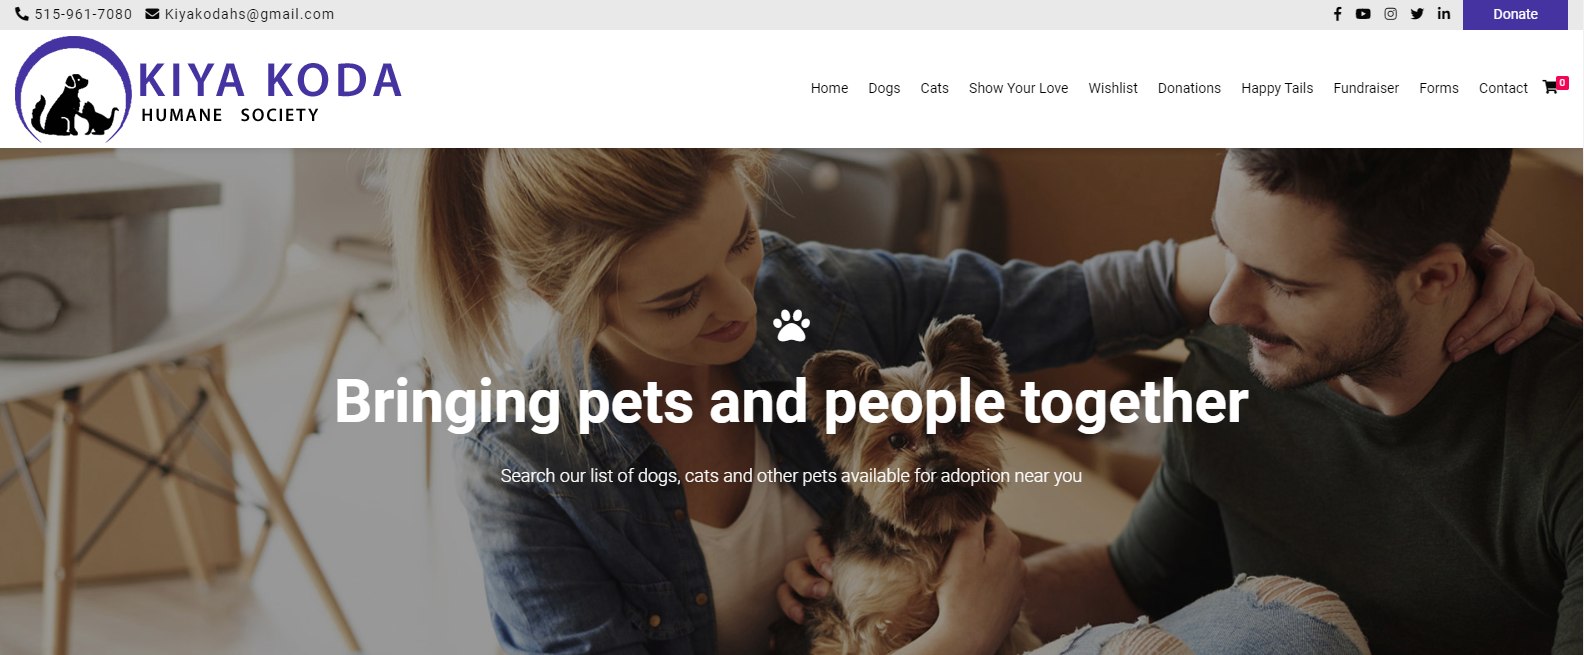 515-961-7080 Kiyakodahs@gmail.com
Donate
KIYA KODA
HUMANE SOCIETY
Home Dogs Cats Show Your Love Wishlist Donations Happy Tails Fundraiser Forms Contact 0
Bringing pets and people together
Search our list of dogs, cats and other pets available for adoption near you